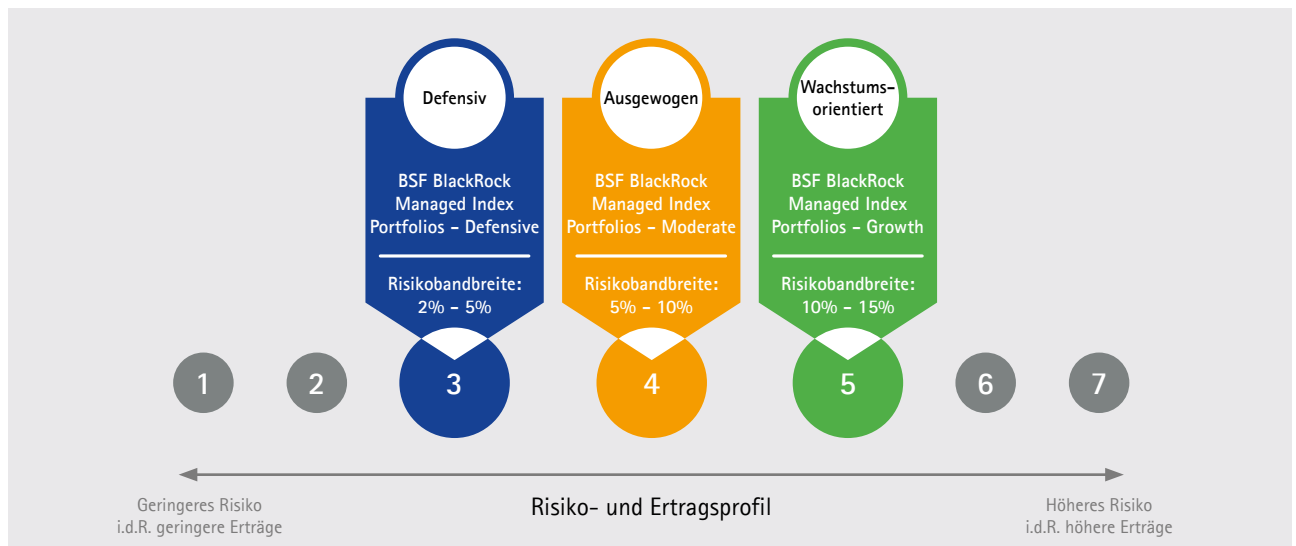 Defensiv
BSF BlackRock
Managed Index
Portfolios – Defensive
Risikobandbreite:
2% – 5%
Ausgewogen
BSF BlackRock
Managed Index
Portfolios – Moderate
Risikobandbreite:
5% – 10%
Wachstums-
orientiert
BSF BlackRock
Managed Index
Portfolios – Growth
Risikobandbreite:
10% – 15%
1
2
3
4
5
6
7
Geringeres Risiko
i.d.R. geringere Erträge
Risiko- und Ertragsprofil
Höheres Risiko
i.d.R. höhere Erträge